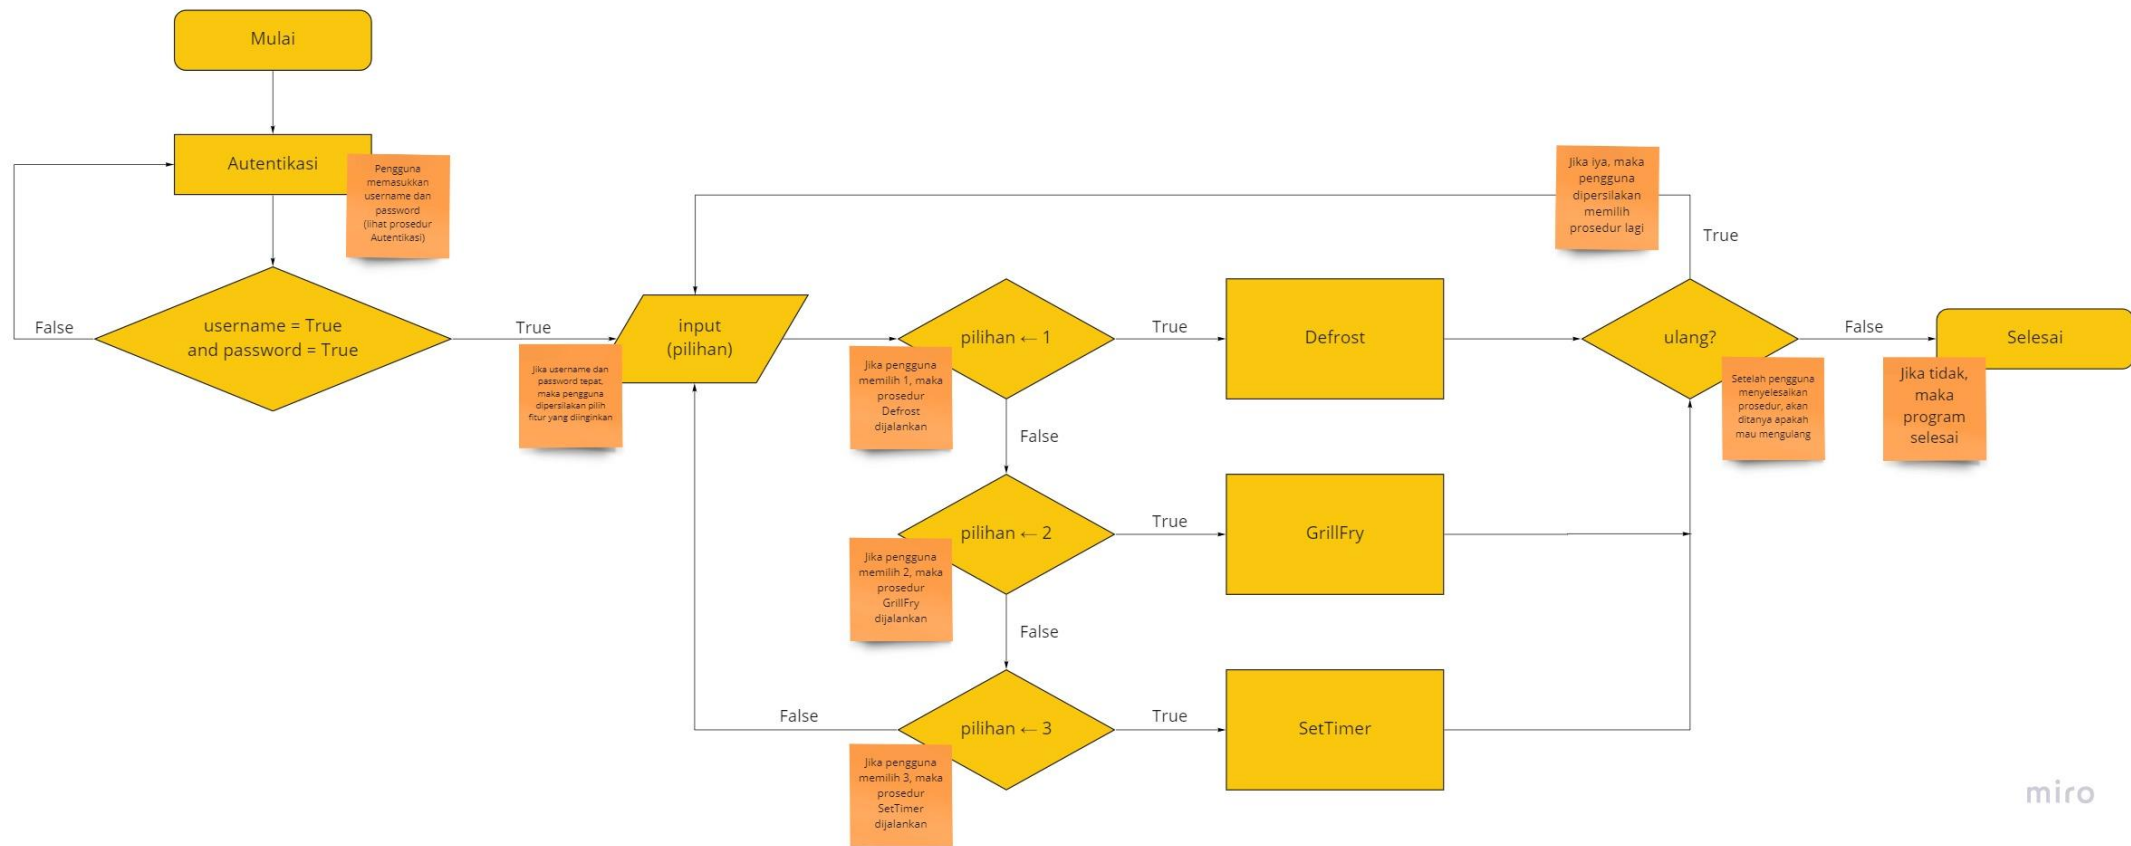 Mulai
Autentikasi
Pengguna
memasukkan
username dan
password
(lihat prosedur
Autentikasi)
username = True
and password = True
False
True
Jika username dan
password tepat,
maka pengguna
dipersilakan pilih
fitur yang diinginkan
input
(pilihan)
pilihan ← 1
Jika pengguna
memilih 1, maka
prosedur
Defrost
dijalankan
True
False
Defrost
pilihan ← 2
Jika pengguna
memilih 2, maka
prosedur
GrillFry
dijalankan
True
False
GrillFry
pilihan ← 3
Jika pengguna
memilih 3, maka
prosedur
SetTimer
dijalankan
False
True
SetTimer
Jika iya, maka
pengguna
dipersilakan
memilih
prosedur lagi
True
ulang?
Setelah pengguna
menyelesaikan
prosedur, akan
ditanya apakah
mau mengulang
False
Selesai
Jika tidak,
maka
program
selesai
miro